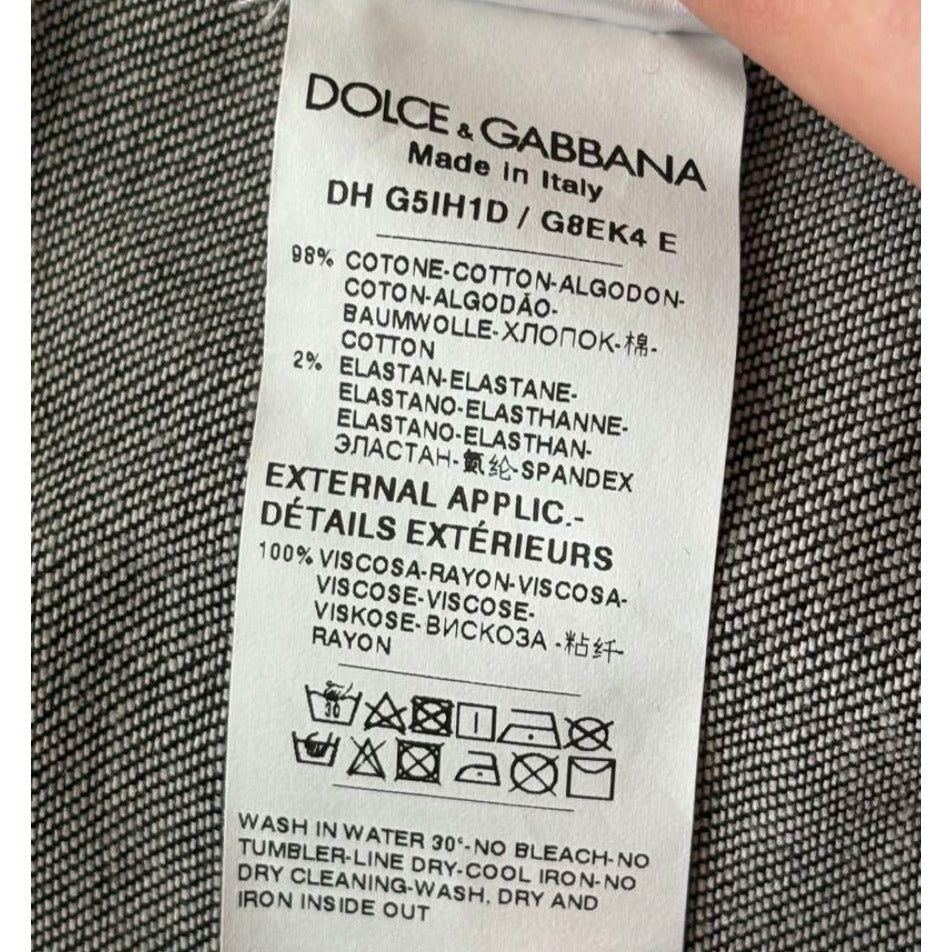 DOLCE & GABBANA
Made in Italy
DH G5IH1D / G8EK4 E
98% COTONE-COTTON-ALGODON-
COTON-ALGODÃO-
BAUMWOLLE-ХЛОПОК-棉-
COTTON
2% ELASTAN-ELASTANE-
ELASTANO-ELASTHANNE-
ELASTANO-ELASTHAN-
ЭЛАСТАН-氨纶-SPANDEX
EXTERNAL APPLIC.-
DÉTAILS EXTÉRIEURS
100% VISCOSA-RAYON-VISCOSA-
VISCOSE-VISCOSE-
VISKOSE-ВИСКОЗА -粘纤-
RAYON
30
WASH IN WATER 30°-NO BLEACH-NO
TUMBLER-LINE DRY-COOL IRON-NO
DRY CLEANING-WASH, DRY AND
IRON INSIDE OUT